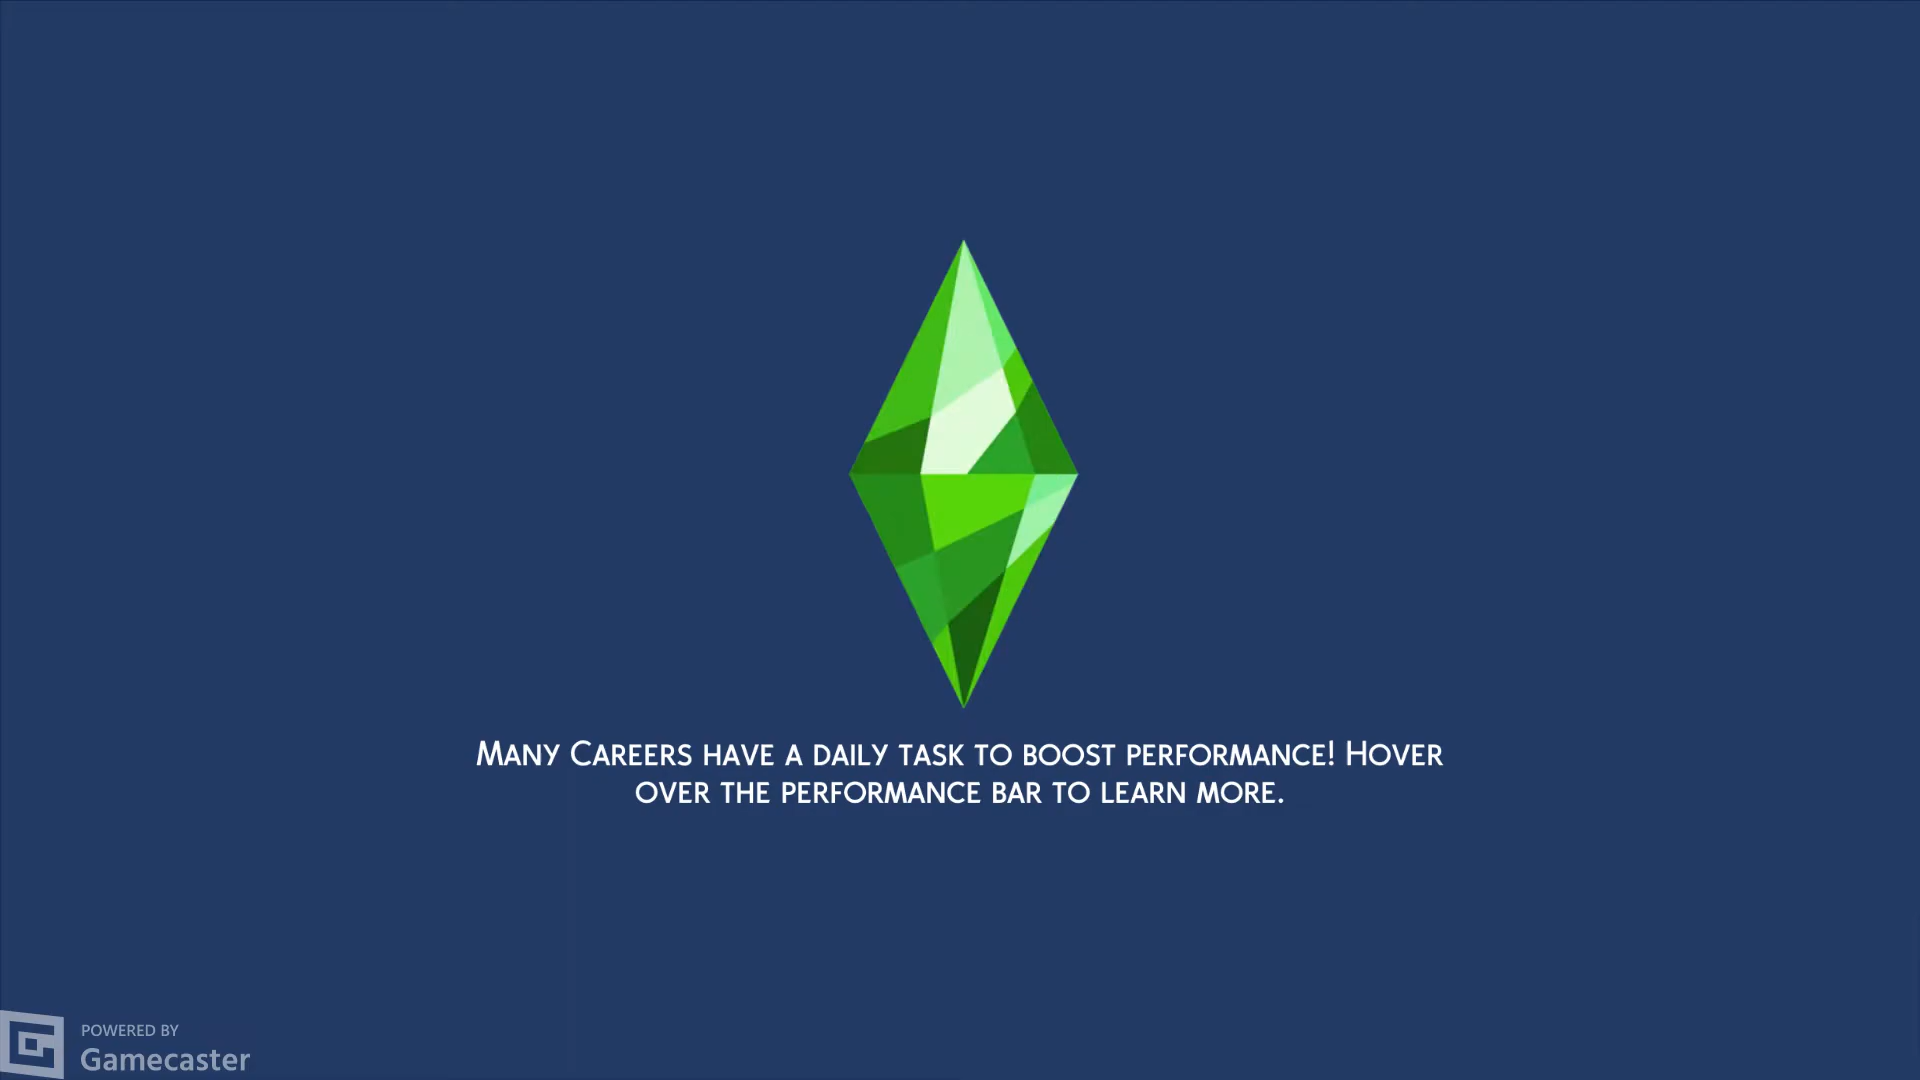 Many Careers have a daily task to boost performance! Hover
over the performance bar to learn more.
POWERED BY
Gamecaster